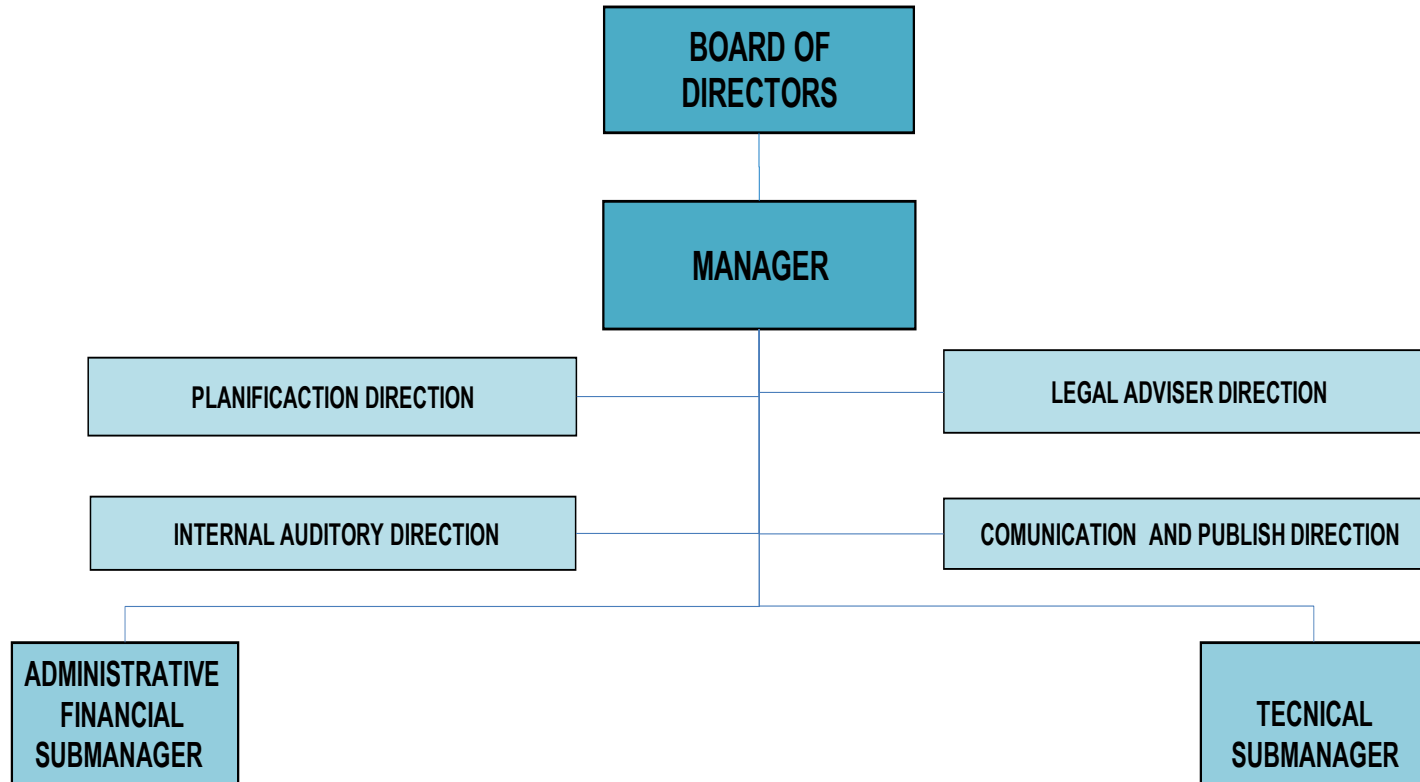 BOARD OF
DIRECTORS
MANAGER
PLANIFICACTION DIRECTION
LEGAL ADVISER DIRECTION
INTERNAL AUDITORY DIRECTION
COMUNICATION AND PUBLISH DIRECTION
ADMINISTRATIVE
FINANCIAL
SUBMANAGER
TECNICAL
SUBMANAGER